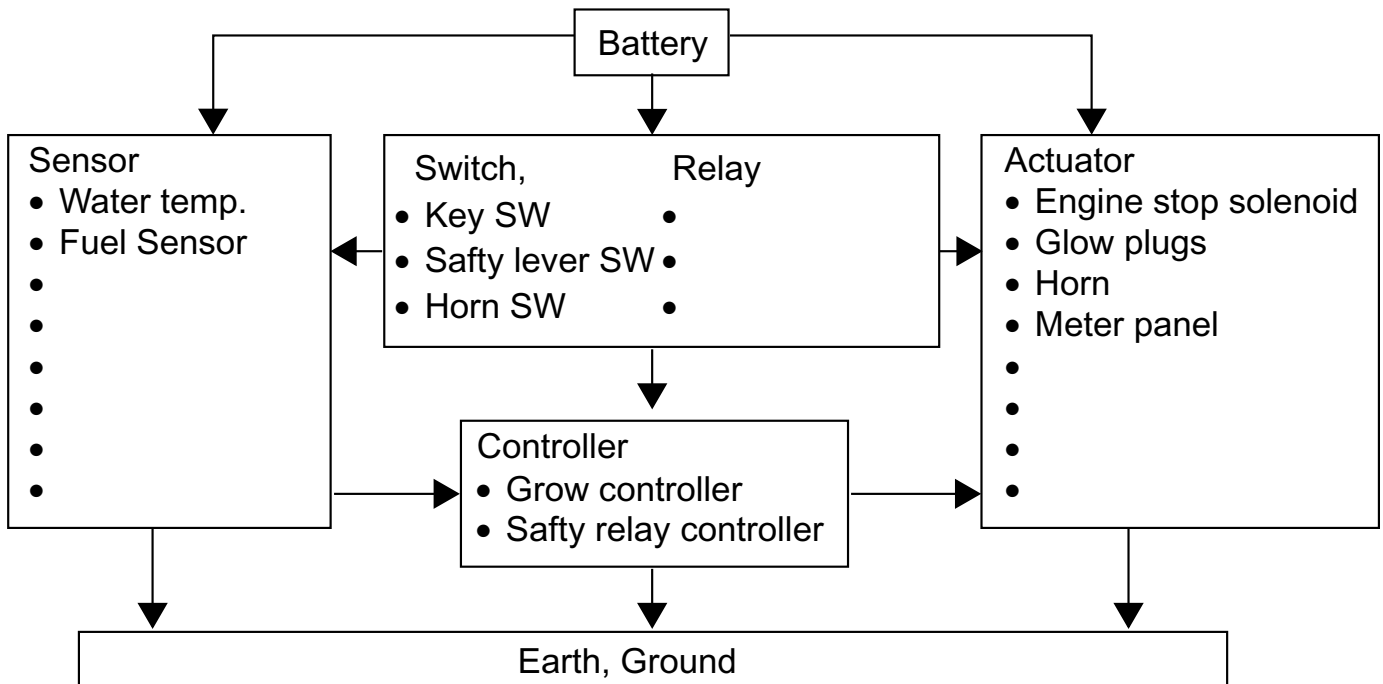 Battery
Sensor
• Water temp.
• Fuel Sensor
•
•
•
•
•
•
Switch,
• Key SW
• Safty lever SW
• Horn SW
Relay
•
•
•
Actuator
• Engine stop solenoid
• Glow plugs
• Horn
• Meter panel
•
•
•
•
Controller
• Grow controller
• Safty relay controller
Earth, Ground